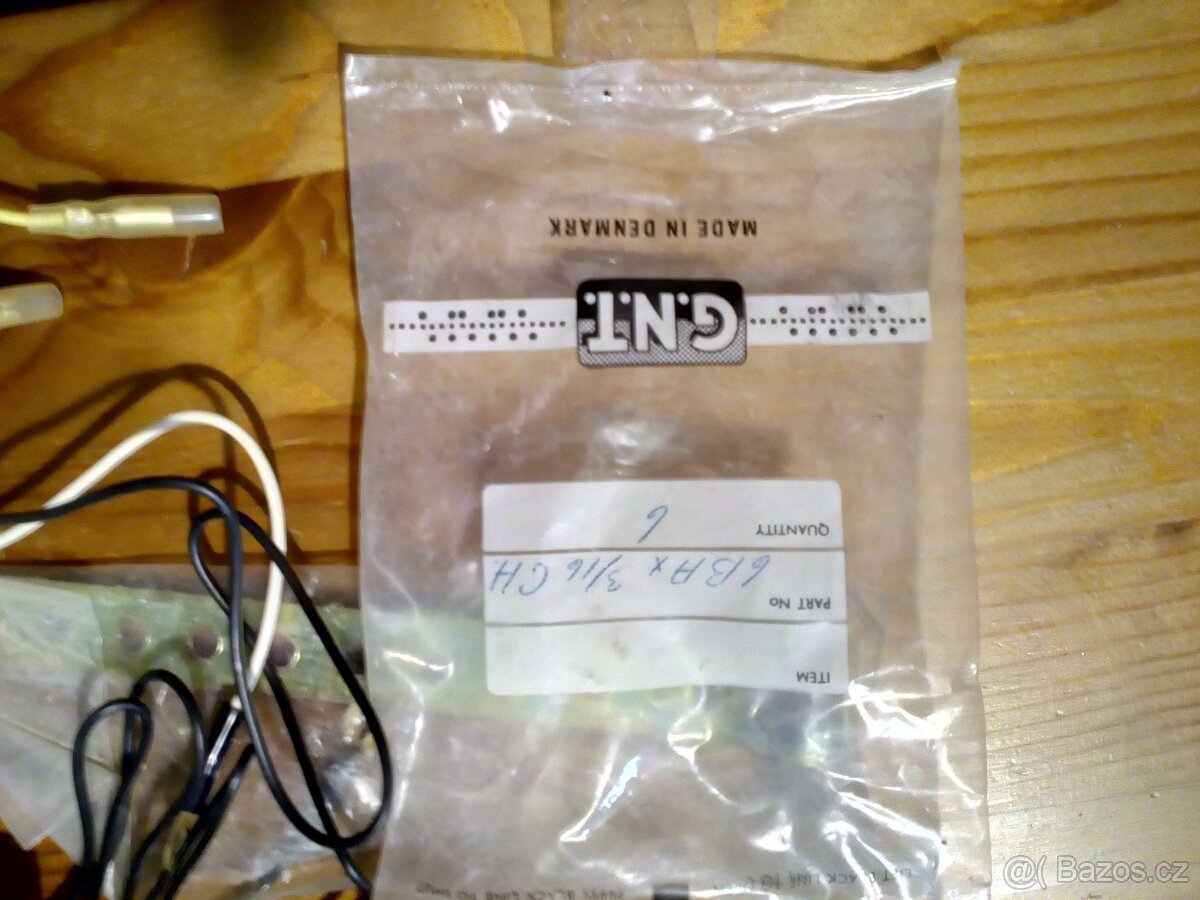 ITEM
PART No 6BA x 3/16 CH.
QUANTITY 6
G.N.T.
MADE IN DENMARK
@( Bazos.cz